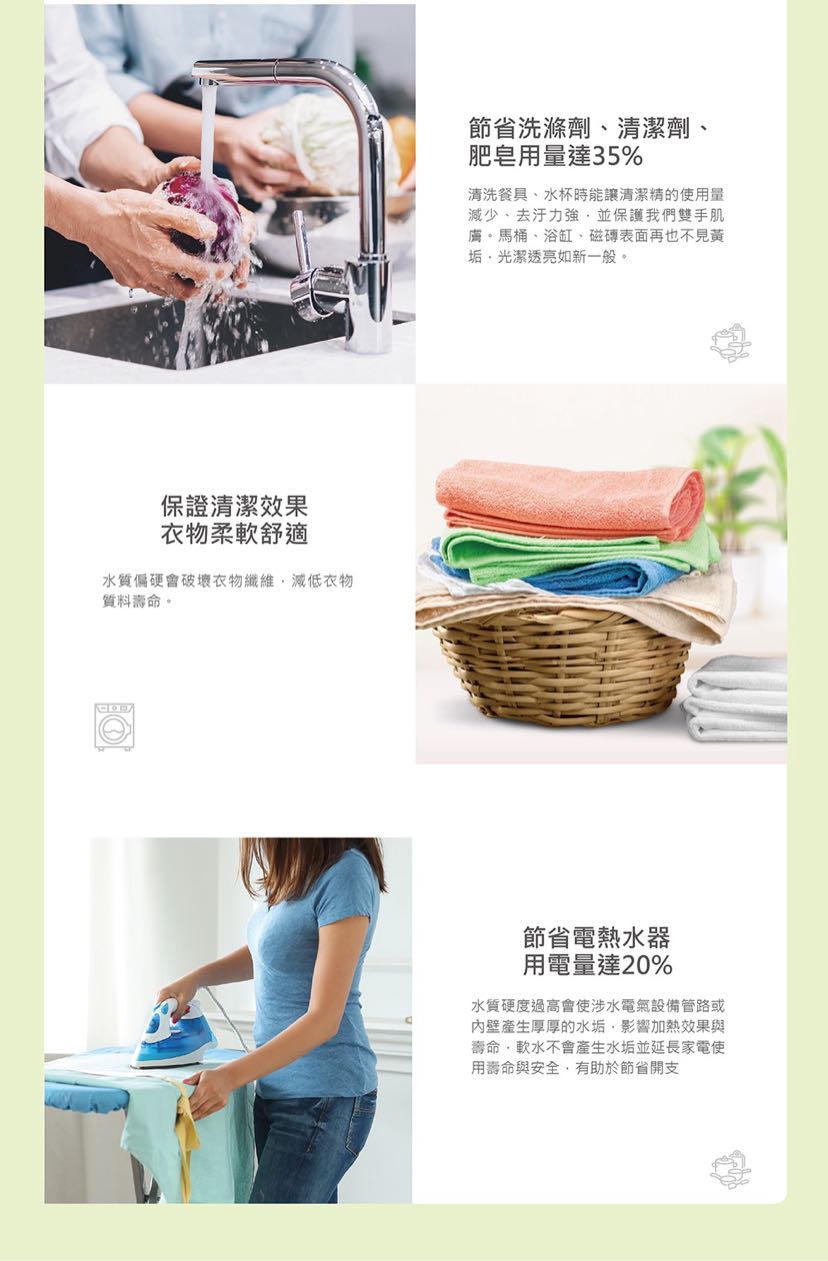 節省洗滌劑、清潔劑、
肥皂用量達35%
清洗餐具、水杯時能讓清潔精的使用量
減少、去汙力強，並保護我們雙手肌
膚。馬桶、浴缸、磁磚表面再也不見黃
垢，光潔透亮如新一般。
保證清潔效果
衣物柔軟舒適
水質偏硬會破壞衣物纖維，減低衣物
質料壽命。
節省電熱水器
用電量達20%
水質硬度過高會使涉水電氣設備管路或
內壁產生厚厚的水垢，影響加熱效果與
壽命，軟水不會產生水垢並延長家電使
用壽命與安全，有助於節省開支